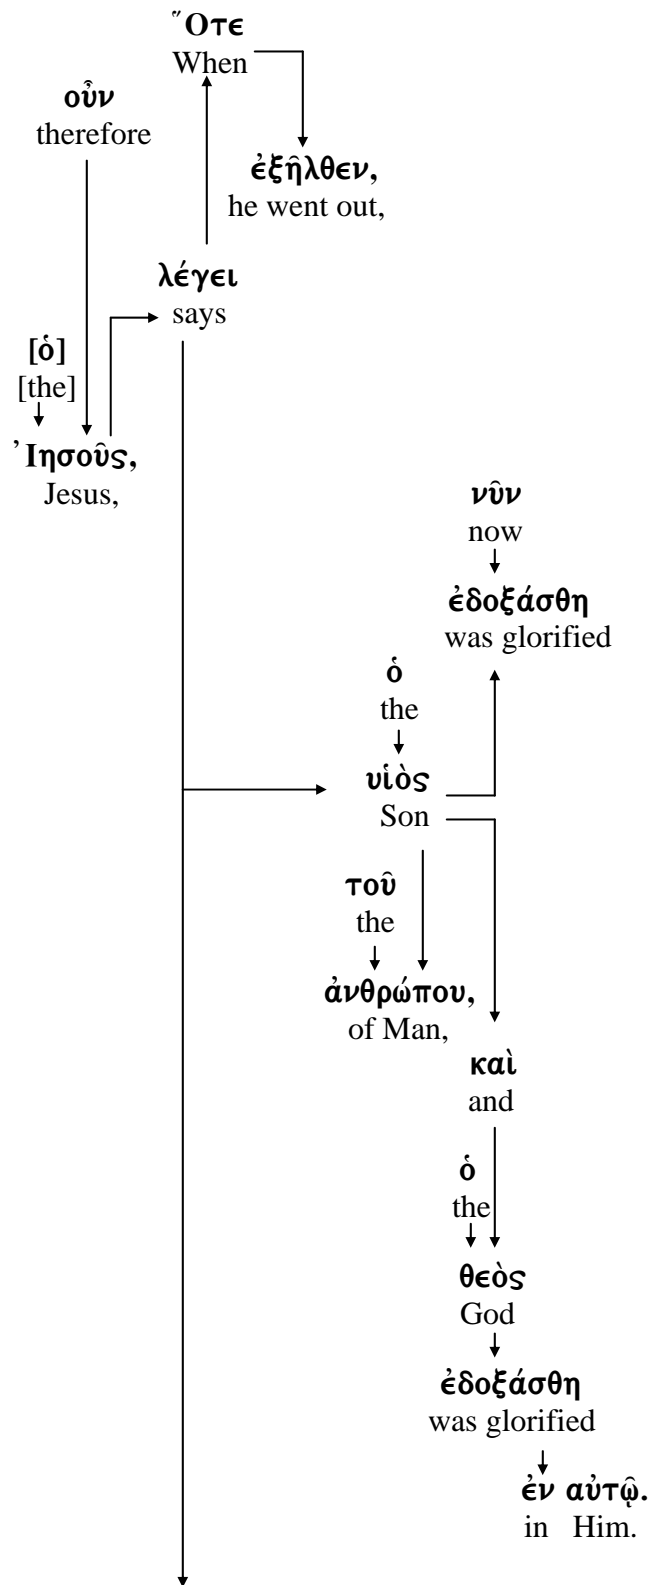 Ὅτε
When
οὖν
therefore
ἐξῆλθεν,
he went out,
λέγει
says
[ὁ]
[the]
Ἰησοῦς,
Jesus,
νῦν
now
ἐδοξάσθη
was glorified
ὁ
the
υἱὸς
Son
τοῦ
the
ἀνθρώπου,
of Man,
καὶ
and
ὁ
the
θεὸς
God
ἐδοξάσθη
was glorified
ἐν αὐτῷ.
in Him.